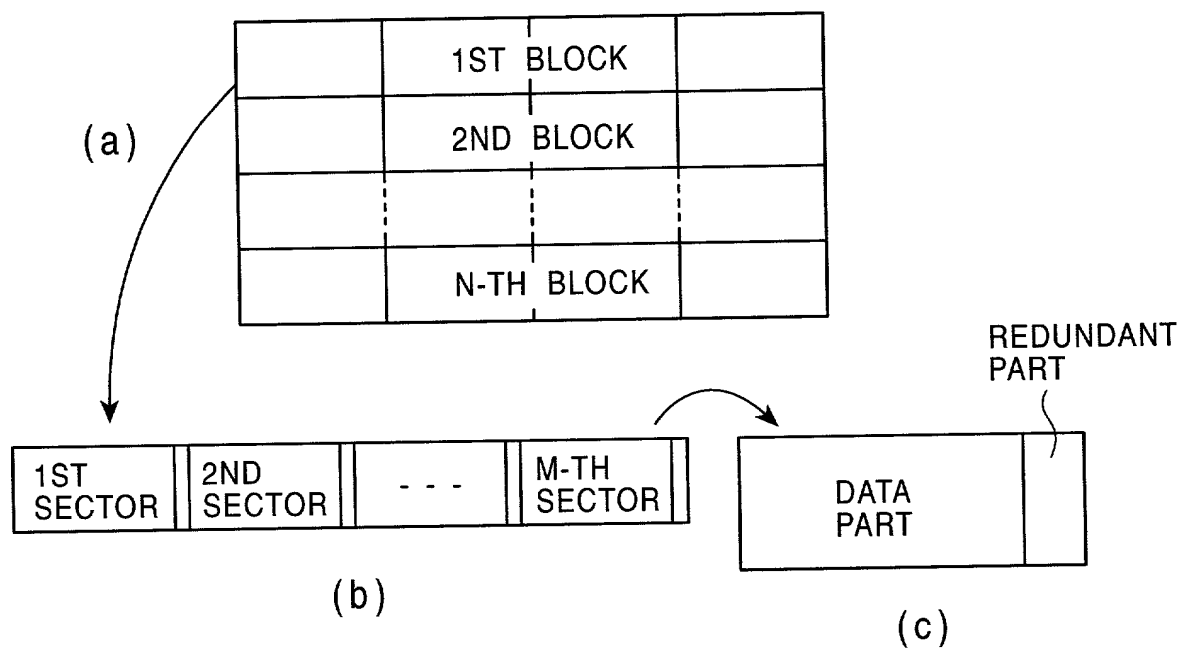 1ST BLOCK
(a)
2ND BLOCK
N-TH BLOCK
REDUNDANT
PART
1ST
SECTOR
2ND
SECTOR
- - -
M-TH
SECTOR
DATA
PART
(b)
(c)